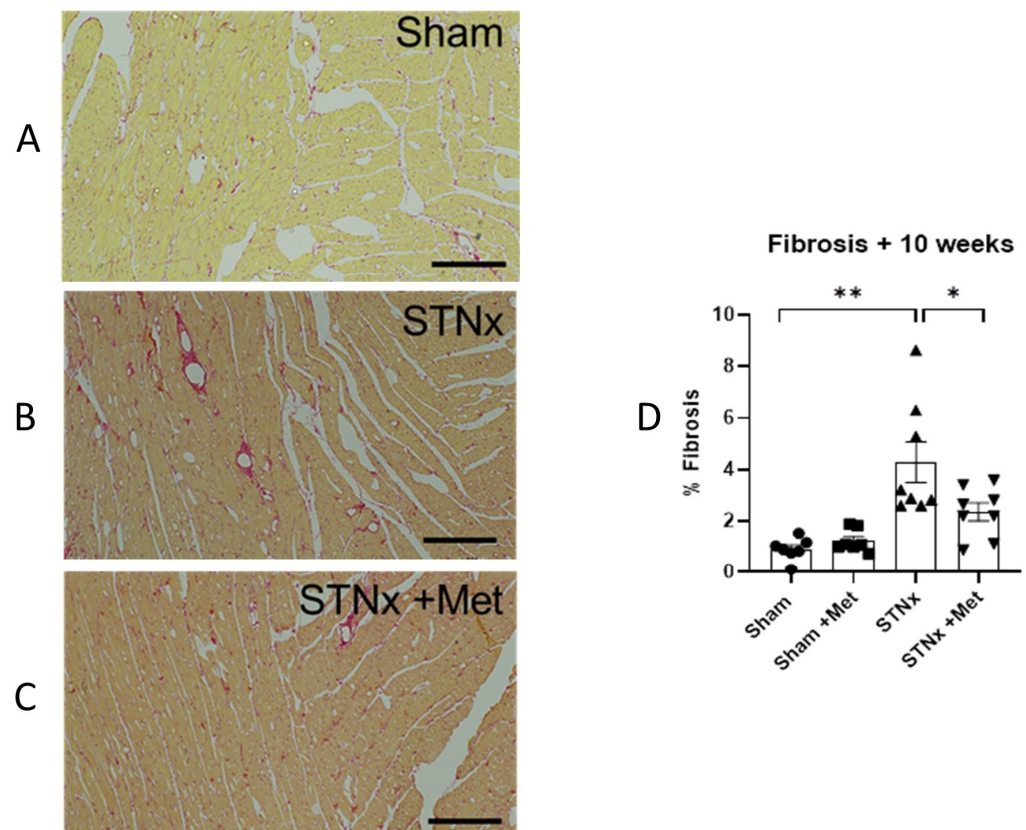 A
Sham
B
STNx
C
STNx +Met
D
Fibrosis + 10 weeks
** *
% Fibrosis
10
8
6
4
2
0
Sham
Sham +Met
STNx
STNx +Met